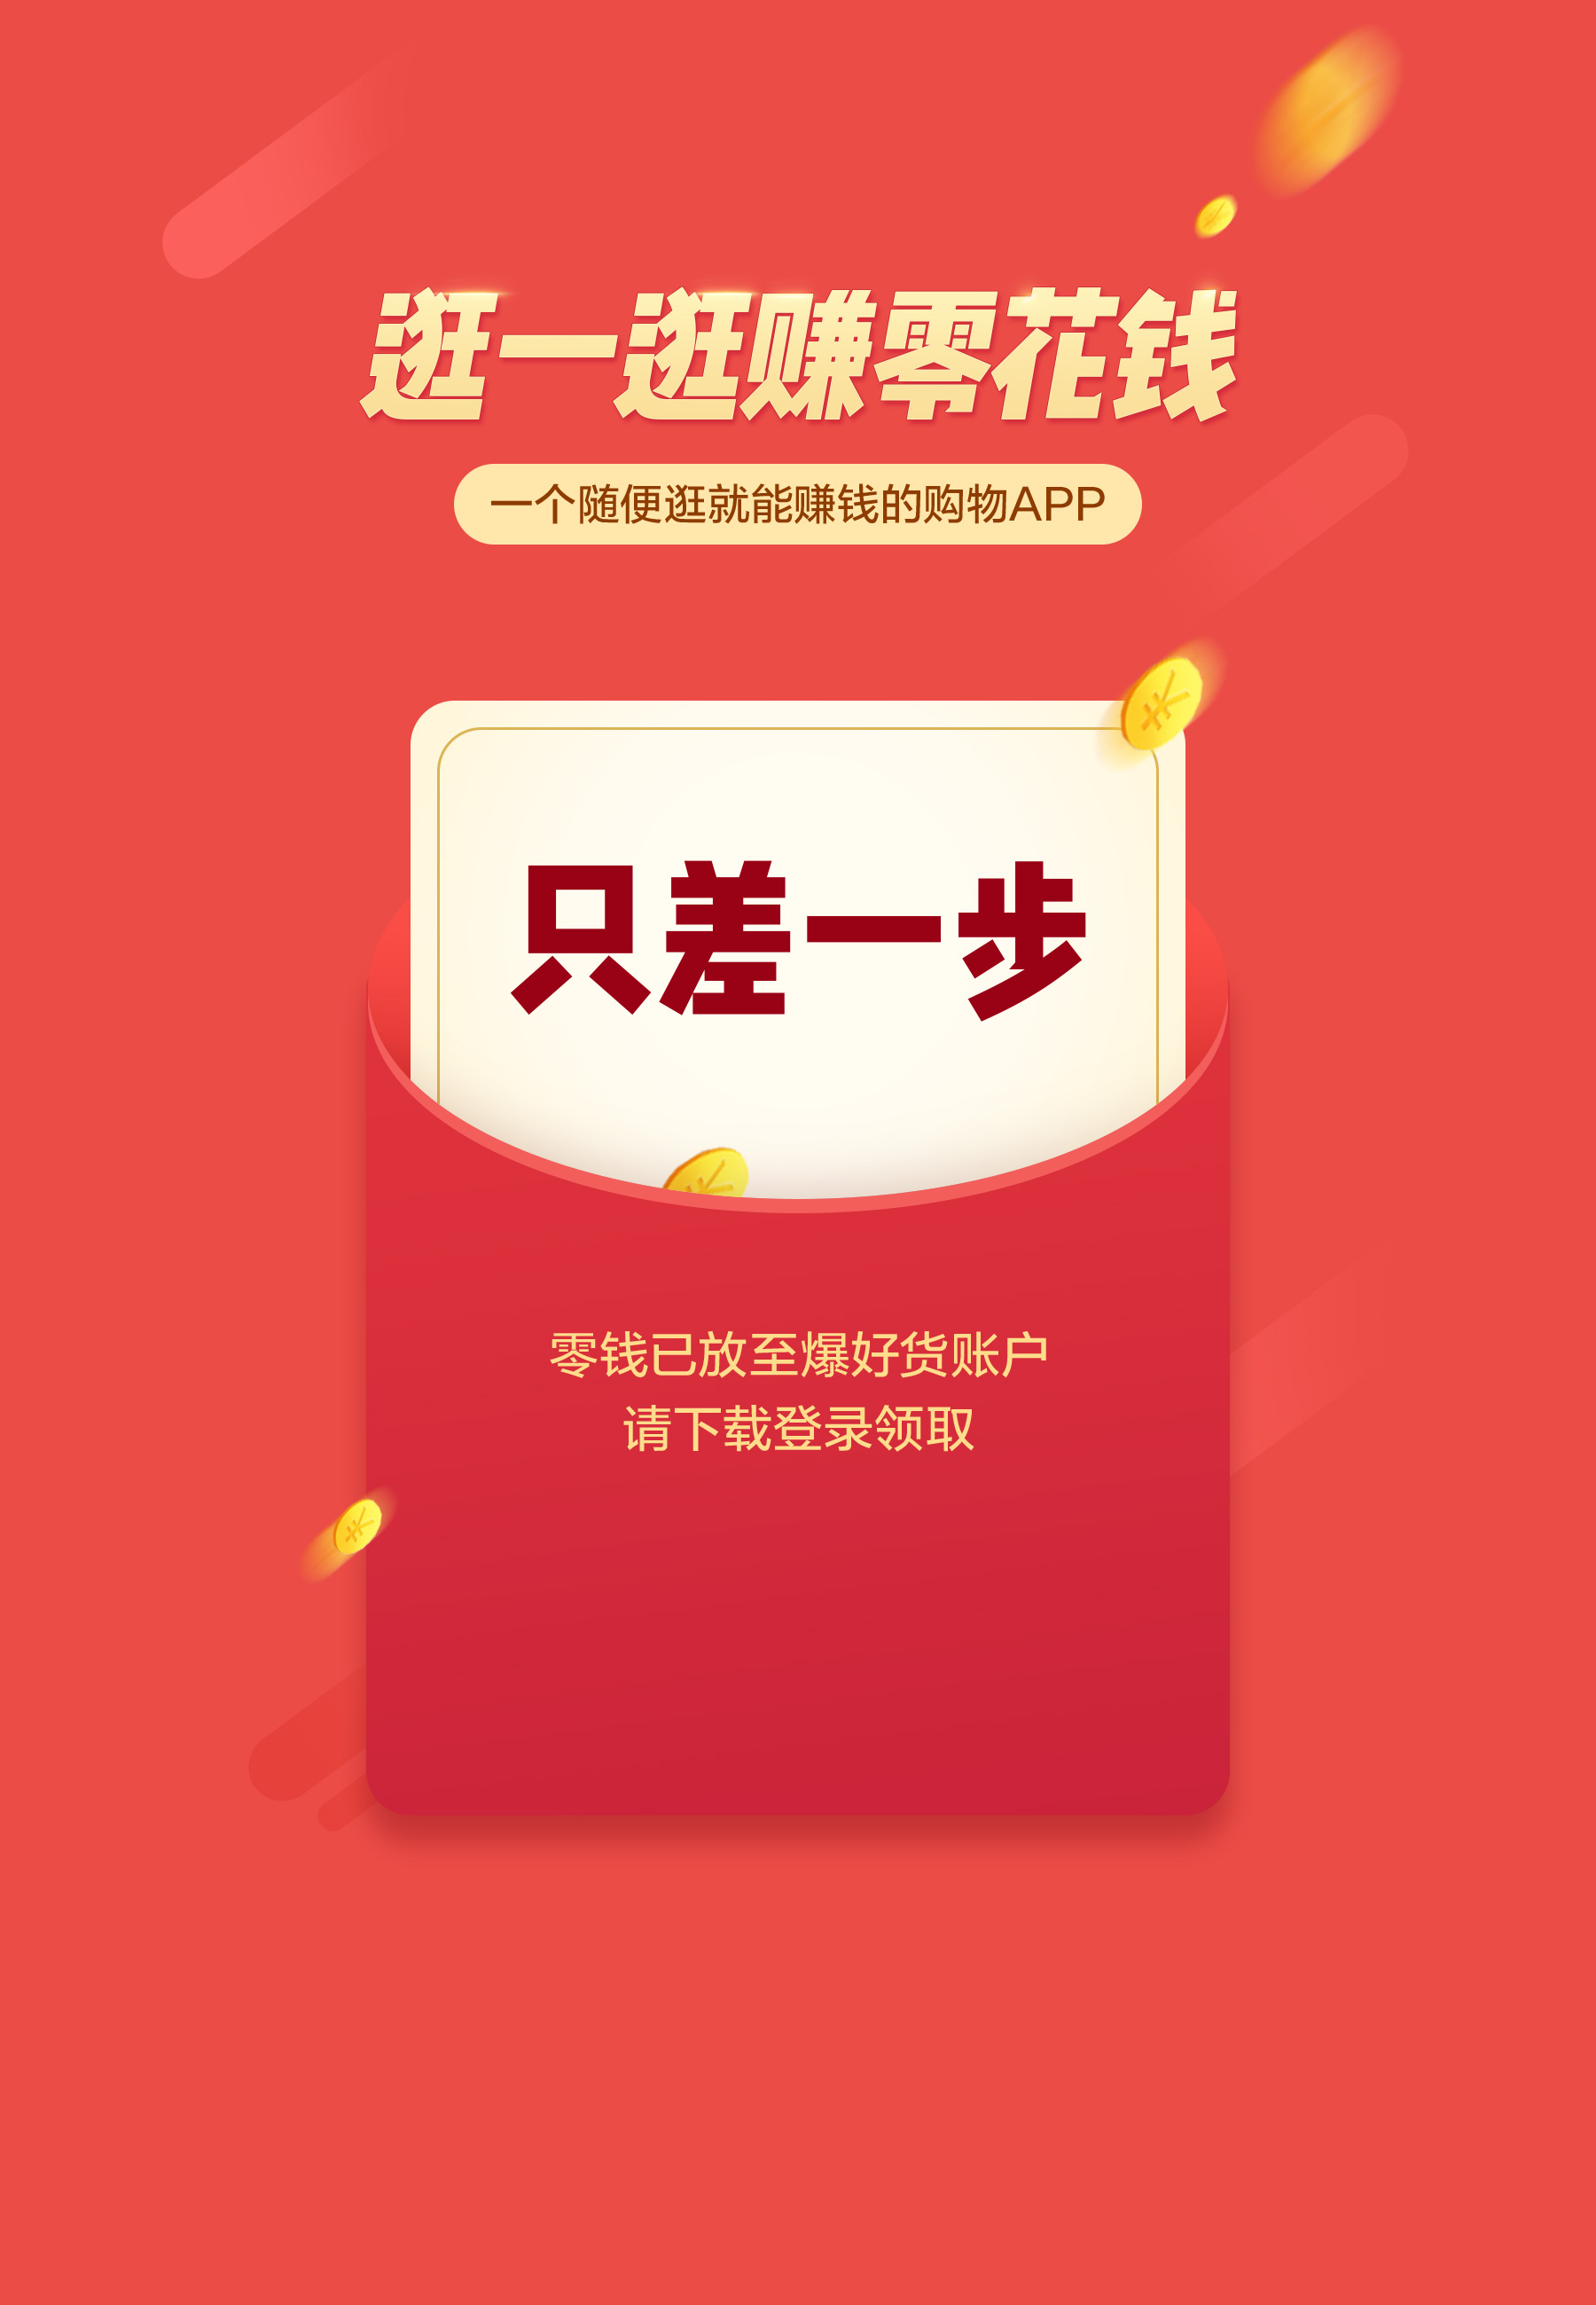 逛一逛赚零花钱
一个随便逛就能赚钱的购物APP
只差一步
零钱已放至爆好货账户
请下载登录领取